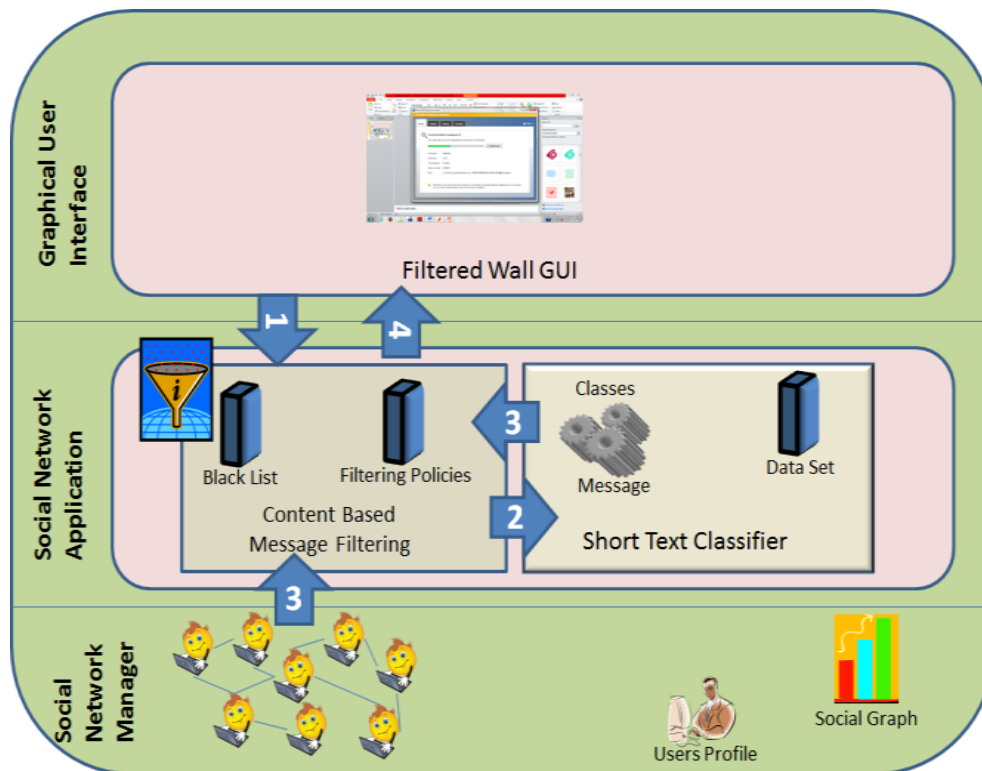 Graphical User
Interface
Filtered Wall GUI
1
4
Social Network
Application
i
Black List
Filtering Policies
Content Based
Message Filtering
3
2
Classes
Message
Data Set
Short Text Classifier
3
Social
Network
Manager
Users Profile
Social Graph